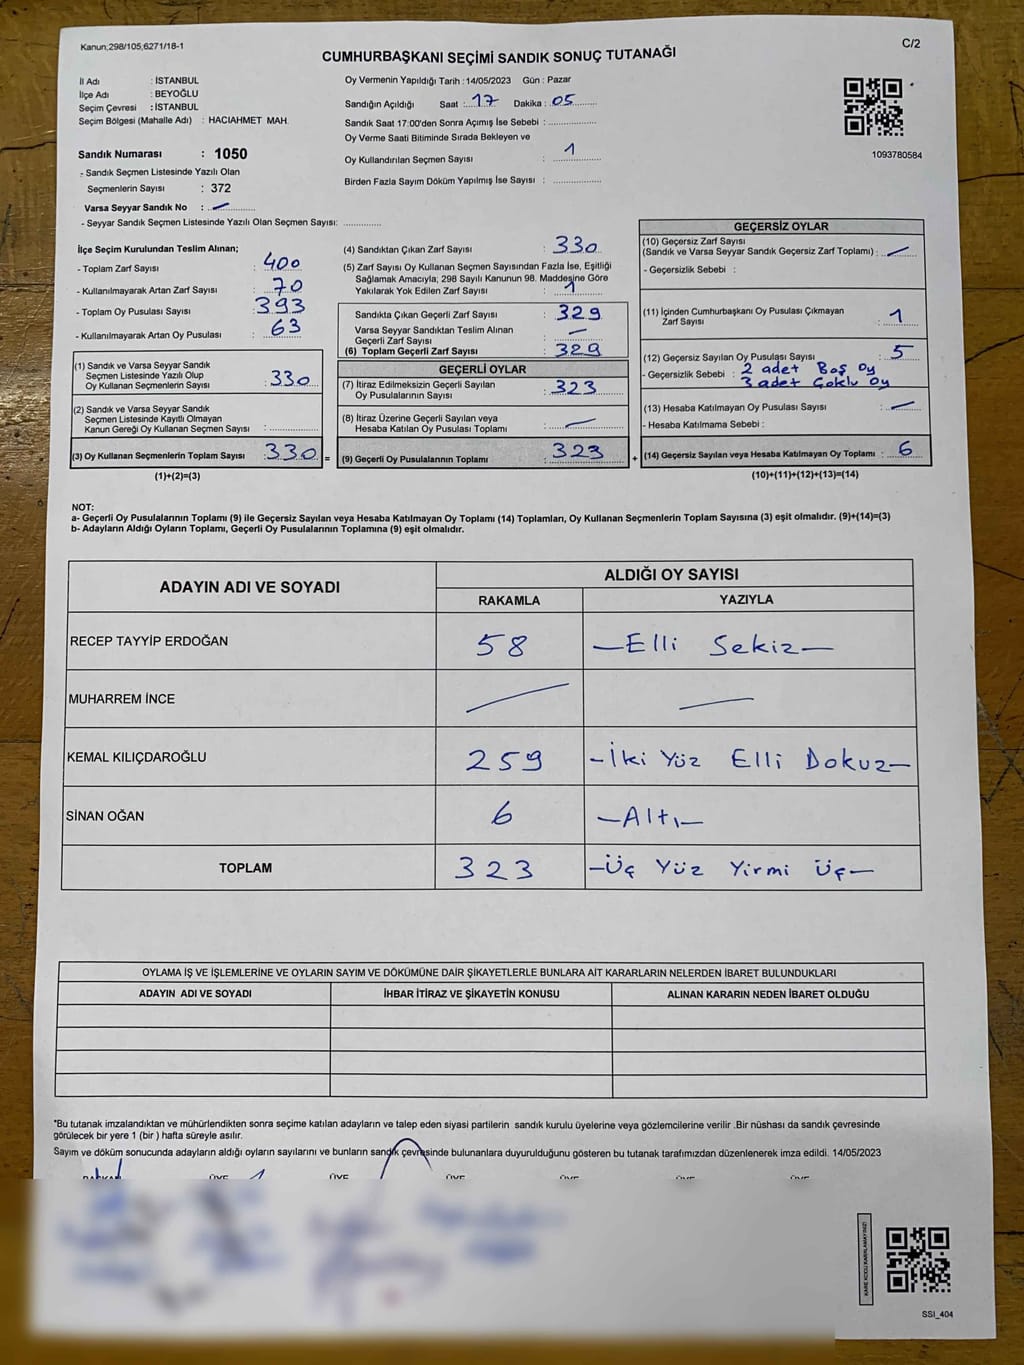 Kanun,298/105,6271/18-1
C/2
CUMHURBAŞKANI SEÇİMİ SANDIK SONUÇ TUTANAĞI
İl Adı : İSTANBUL
İlçe Adı : BEYOĞLU
Seçim Çevresi : İSTANBUL
Seçim Bölgesi (Mahalle Adı) : HACIAHMET MAH.
Sandık Numarası : 1050
- Sandık Seçmen Listesinde Yazılı Olan
Seçmenlerin Sayısı : 372
Varsa Seyyar Sandık No : —
- Seyyar Sandık Seçmen Listesinde Yazılı Olan Seçmen Sayısı: ................
Oy Vermenin Yapıldığı Tarih : 14/05/2023 Gün : Pazar
Sandığın Açıldığı Saat : 17 Dakika : 05
Sandık Saat 17:00'den Sonra Açımış İse Sebebi : ................
Oy Verme Saati Bitiminde Sırada Bekleyen ve
Oy Kullandırılan Seçmen Sayısı : 1
Birden Fazla Sayım Döküm Yapılmış İse Sayısı : ................
1093780584
İlçe Seçim Kurulundan Teslim Alınan;
- Toplam Zarf Sayısı : 400
- Kullanılmayarak Artan Zarf Sayısı : 70
- Toplam Oy Pusulası Sayısı : 393
- Kullanılmayarak Artan Oy Pusulası : 63
(1) Sandık ve Varsa Seyyar Sandık
Seçmen Listesinde Yazılı Olup
Oy Kullanan Seçmenlerin Sayısı : 330
(2) Sandık ve Varsa Seyyar Sandık
Seçmen Listesinde Kayıtlı Olmayan
Kanun Gereği Oy Kullanan Seçmen Sayısı : ................
(3) Oy Kullanan Seçmenlerin Toplam Sayısı : 330 =
(1)+(2)=(3)
(4) Sandıktan Çıkan Zarf Sayısı : 330
(5) Zarf Sayısı Oy Kullanan Seçmen Sayısından Fazla İse, Eşitliği
Sağlamak Amacıyla; 298 Sayılı Kanunun 98. Maddesine Göre
Yakılarak Yok Edilen Zarf Sayısı : 1
Sandıkta Çıkan Geçerli Zarf Sayısı : 329
Varsa Seyyar Sandıktan Teslim Alınan
Geçerli Zarf Sayısı : —
(6) Toplam Geçerli Zarf Sayısı : 329
GEÇERLİ OYLAR
(7) İtiraz Edilmeksizin Geçerli Sayılan
Oy Pusulalarının Sayısı : 323
(8) İtiraz Üzerine Geçerli Sayılan veya
Hesaba Katılan Oy Pusulası Toplamı : —
(9) Geçerli Oy Pusulalarının Toplamı : 323 +
GEÇERSİZ OYLAR
(10) Geçersiz Zarf Sayısı
(Sandık ve Varsa Seyyar Sandık Geçersiz Zarf Toplamı) : —
- Geçersizlik Sebebi :
(11) İçinden Cumhurbaşkanı Oy Pusulası Çıkmayan
Zarf Sayısı : 1
(12) Geçersiz Sayılan Oy Pusulası Sayısı : 5
- Geçersizlik Sebebi : 2 adet Boş Oy
3 adet Çoklu Oy
(13) Hesaba Katılmayan Oy Pusulası Sayısı : —
- Hesaba Katılmama Sebebi :
(14) Geçersiz Sayılan veya Hesaba Katılmayan Oy Toplamı : 6
(10)+(11)+(12)+(13)=(14)
NOT:
a- Geçerli Oy Pusulalarının Toplamı (9) ile Geçersiz Sayılan veya Hesaba Katılmayan Oy Toplamı (14) Toplamları, Oy Kullanan Seçmenlerin Toplam Sayısına (3) eşit olmalıdır. (9)+(14)=(3)
b- Adayların Aldığı Oyların Toplamı, Geçerli Oy Pusulalarının Toplamına (9) eşit olmalıdır.
ADAYIN ADI VE SOYADI
ALDIĞI OY SAYISI
RAKAMLA YAZIYLA
RECEP TAYYİP ERDOĞAN 58 —Elli Sekiz—
MUHARREM İNCE — —
KEMAL KILIÇDAROĞLU 259 -İki Yüz Elli Dokuz—
SİNAN OĞAN 6 —Altı—
TOPLAM 323 —Üç Yüz Yirmi Üç—
OYLAMA İŞ VE İŞLEMLERİNE VE OYLARIN SAYIM VE DÖKÜMÜNE DAİR ŞİKAYETLERLE BUNLARA AİT KARARLARIN NELERDEN İBARET BULUNDUKLARI
ADAYIN ADI VE SOYADI İHBAR İTİRAZ VE ŞİKAYETİN KONUSU ALINAN KARARIN NEDEN İBARET OLDUĞU
*Bu tutanak imzalandıktan ve mühürlendikten sonra seçime katılan adayların ve talep eden siyasi partilerin sandık kurulu üyelerine veya gözlemcilerine verilir .Bir nüshası da sandık çevresinde
görülecek bir yere 1 (bir ) hafta süreyle asılır.
Sayım ve döküm sonucunda adayların aldığı oyların sayılarını ve bunların sandık çevresinde bulunanlara duyurulduğunu gösteren bu tutanak tarafımızdan düzenlenerek imza edildi. 14/05/2023
BAŞKAN ÜYE ÜYE ÜYE ÜYE ÜYE ÜYE
KARE KODU KARALAMAYINIZ!
SSI_404